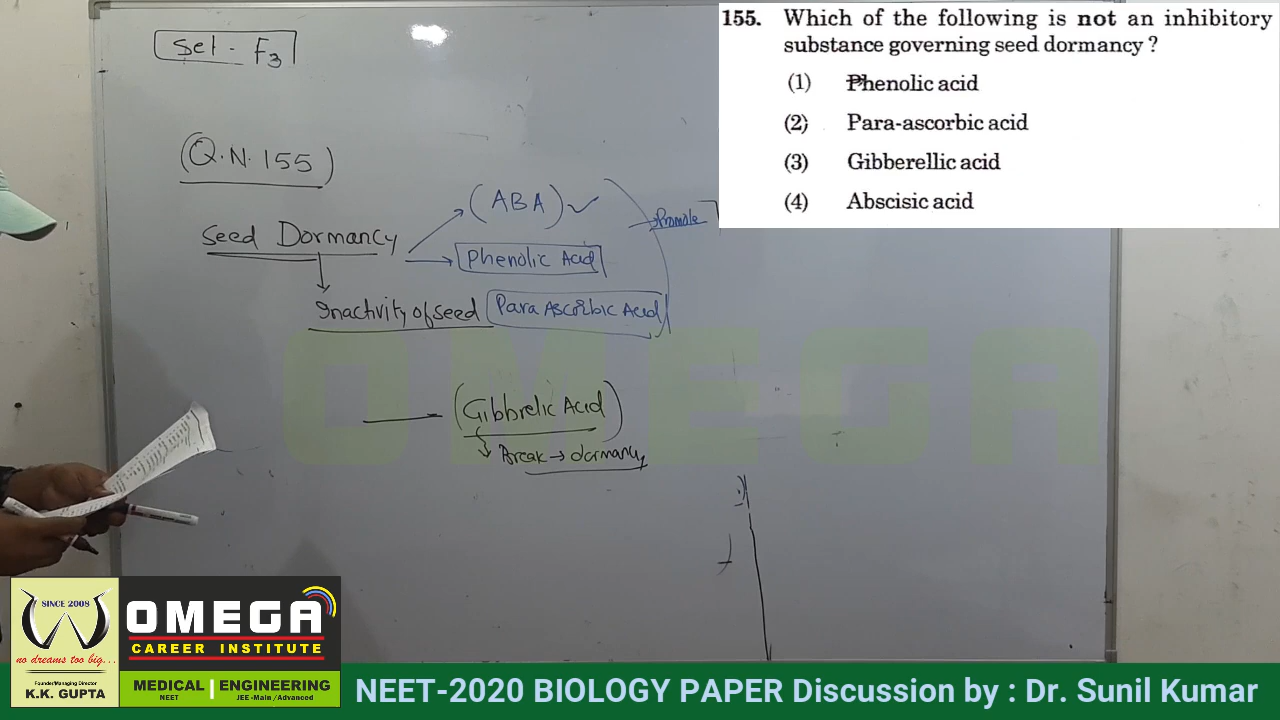 Set - F3
(Q.N. 155)
Seed Dormancy
(ABA)
Phenolic Acid
Promote
Inactivity of seed
Para Ascorbic Acid
(Gibbrelic Acid)
Break → dormancy
155. Which of the following is not an inhibitory
substance governing seed dormancy ?
(1) Phenolic acid
(2) Para-ascorbic acid
(3) Gibberellic acid
(4) Abscisic acid
OMEGA
SINCE 2008
no dreams too big...
Founder/Managing Director
K.K. GUPTA
OMEGA
CAREER INSTITUTE
MEDICAL | ENGINEERING
NEET
JEE-Main /Advanced
NEET-2020 BIOLOGY PAPER Discussion by : Dr. Sunil Kumar